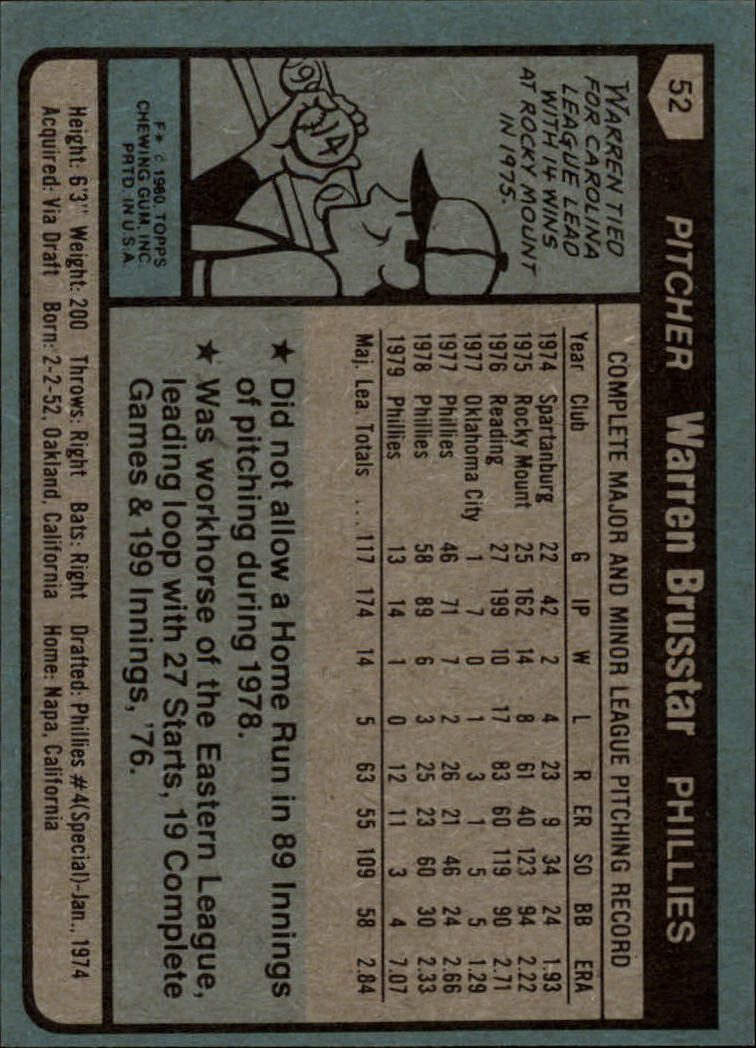 52 PITCHER Warren Brusstar PHILLIES
WARREN TIED
FOR CAROLINA
LEAGUE LEAD
WITH 14 WINS
AT ROCKY MOUNT
IN 1975.
14
F* © 1980 TOPPS
CHEWING GUM, INC.
PRTD. IN U.S.A.
COMPLETE MAJOR AND MINOR LEAGUE PITCHING RECORD
Year Club G IP W L R ER SO BB ERA
1974 Spartanburg 22 42 2 4 23 9 34 24 1.93
1975 Rocky Mount 25 162 14 8 61 40 123 94 2.22
1976 Reading 27 199 10 17 83 60 119 90 2.71
1977 Oklahoma City 1 7 0 1 3 1 5 5 1.29
1977 Phillies 46 71 7 2 26 21 46 24 2.66
1978 Phillies 58 89 6 3 25 23 60 30 2.33
1979 Phillies 13 14 1 0 12 11 3 4 7.07
Maj. Lea. Totals ... 117 174 14 5 63 55 109 58 2.84
★ Did not allow a Home Run in 89 Innings
of pitching during 1978.
★ Was workhorse of the Eastern League,
leading loop with 27 Starts, 19 Complete
Games & 199 Innings, '76.
Height: 6'3" Weight: 200 Throws: Right Bats: Right Drafted: Phillies #4(Special)-Jan., 1974
Acquired: Via Draft Born: 2-2-52, Oakland, California Home: Napa, California